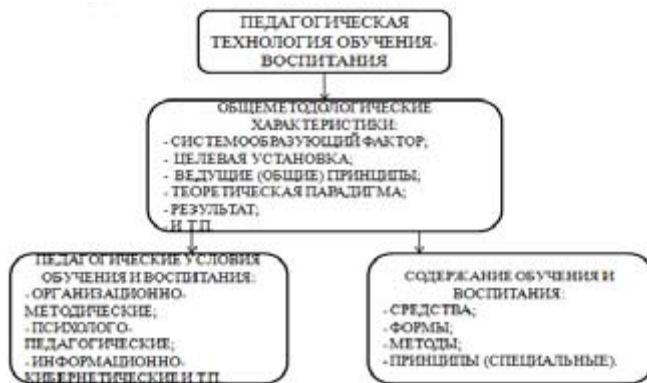 ПЕДАГОГИЧЕСКАЯ
ТЕХНОЛОГИЯ ОБУЧЕНИЯ-
ВОСПИТАНИЯ
ОБЩЕМЕТОДОЛОГИЧЕСКИЕ
ХАРАКТЕРИСТИКИ:
- СИСТЕМООБРАЗУЮЩИЙ ФАКТОР;
- ЦЕЛЕВАЯ УСТАНОВКА;
- ВЕДУЩИЕ (ОБЩИЕ) ПРИНЦИПЫ;
- ТЕОРЕТИЧЕСКАЯ ПАРАДИГМА;
- РЕЗУЛЬТАТ;
- И Т.П.
ПЕДАГОГИЧЕСКИЕ УСЛОВИЯ
ОБУЧЕНИЯ И ВОСПИТАНИЯ:
- ОРГАНИЗАЦИОННО-
МЕТОДИЧЕСКИЕ;
- ПСИХОЛОГО-
ПЕДАГОГИЧЕСКИЕ;
- ИНФОРМАЦИОННО-
КИБЕРНЕТИЧЕСКИЕ И Т.П.
СОДЕРЖАНИЕ ОБУЧЕНИЯ И
ВОСПИТАНИЯ:
- СРЕДСТВА;
- ФОРМЫ;
- МЕТОДЫ;
- ПРИНЦИПЫ (СПЕЦИАЛЬНЫЕ).